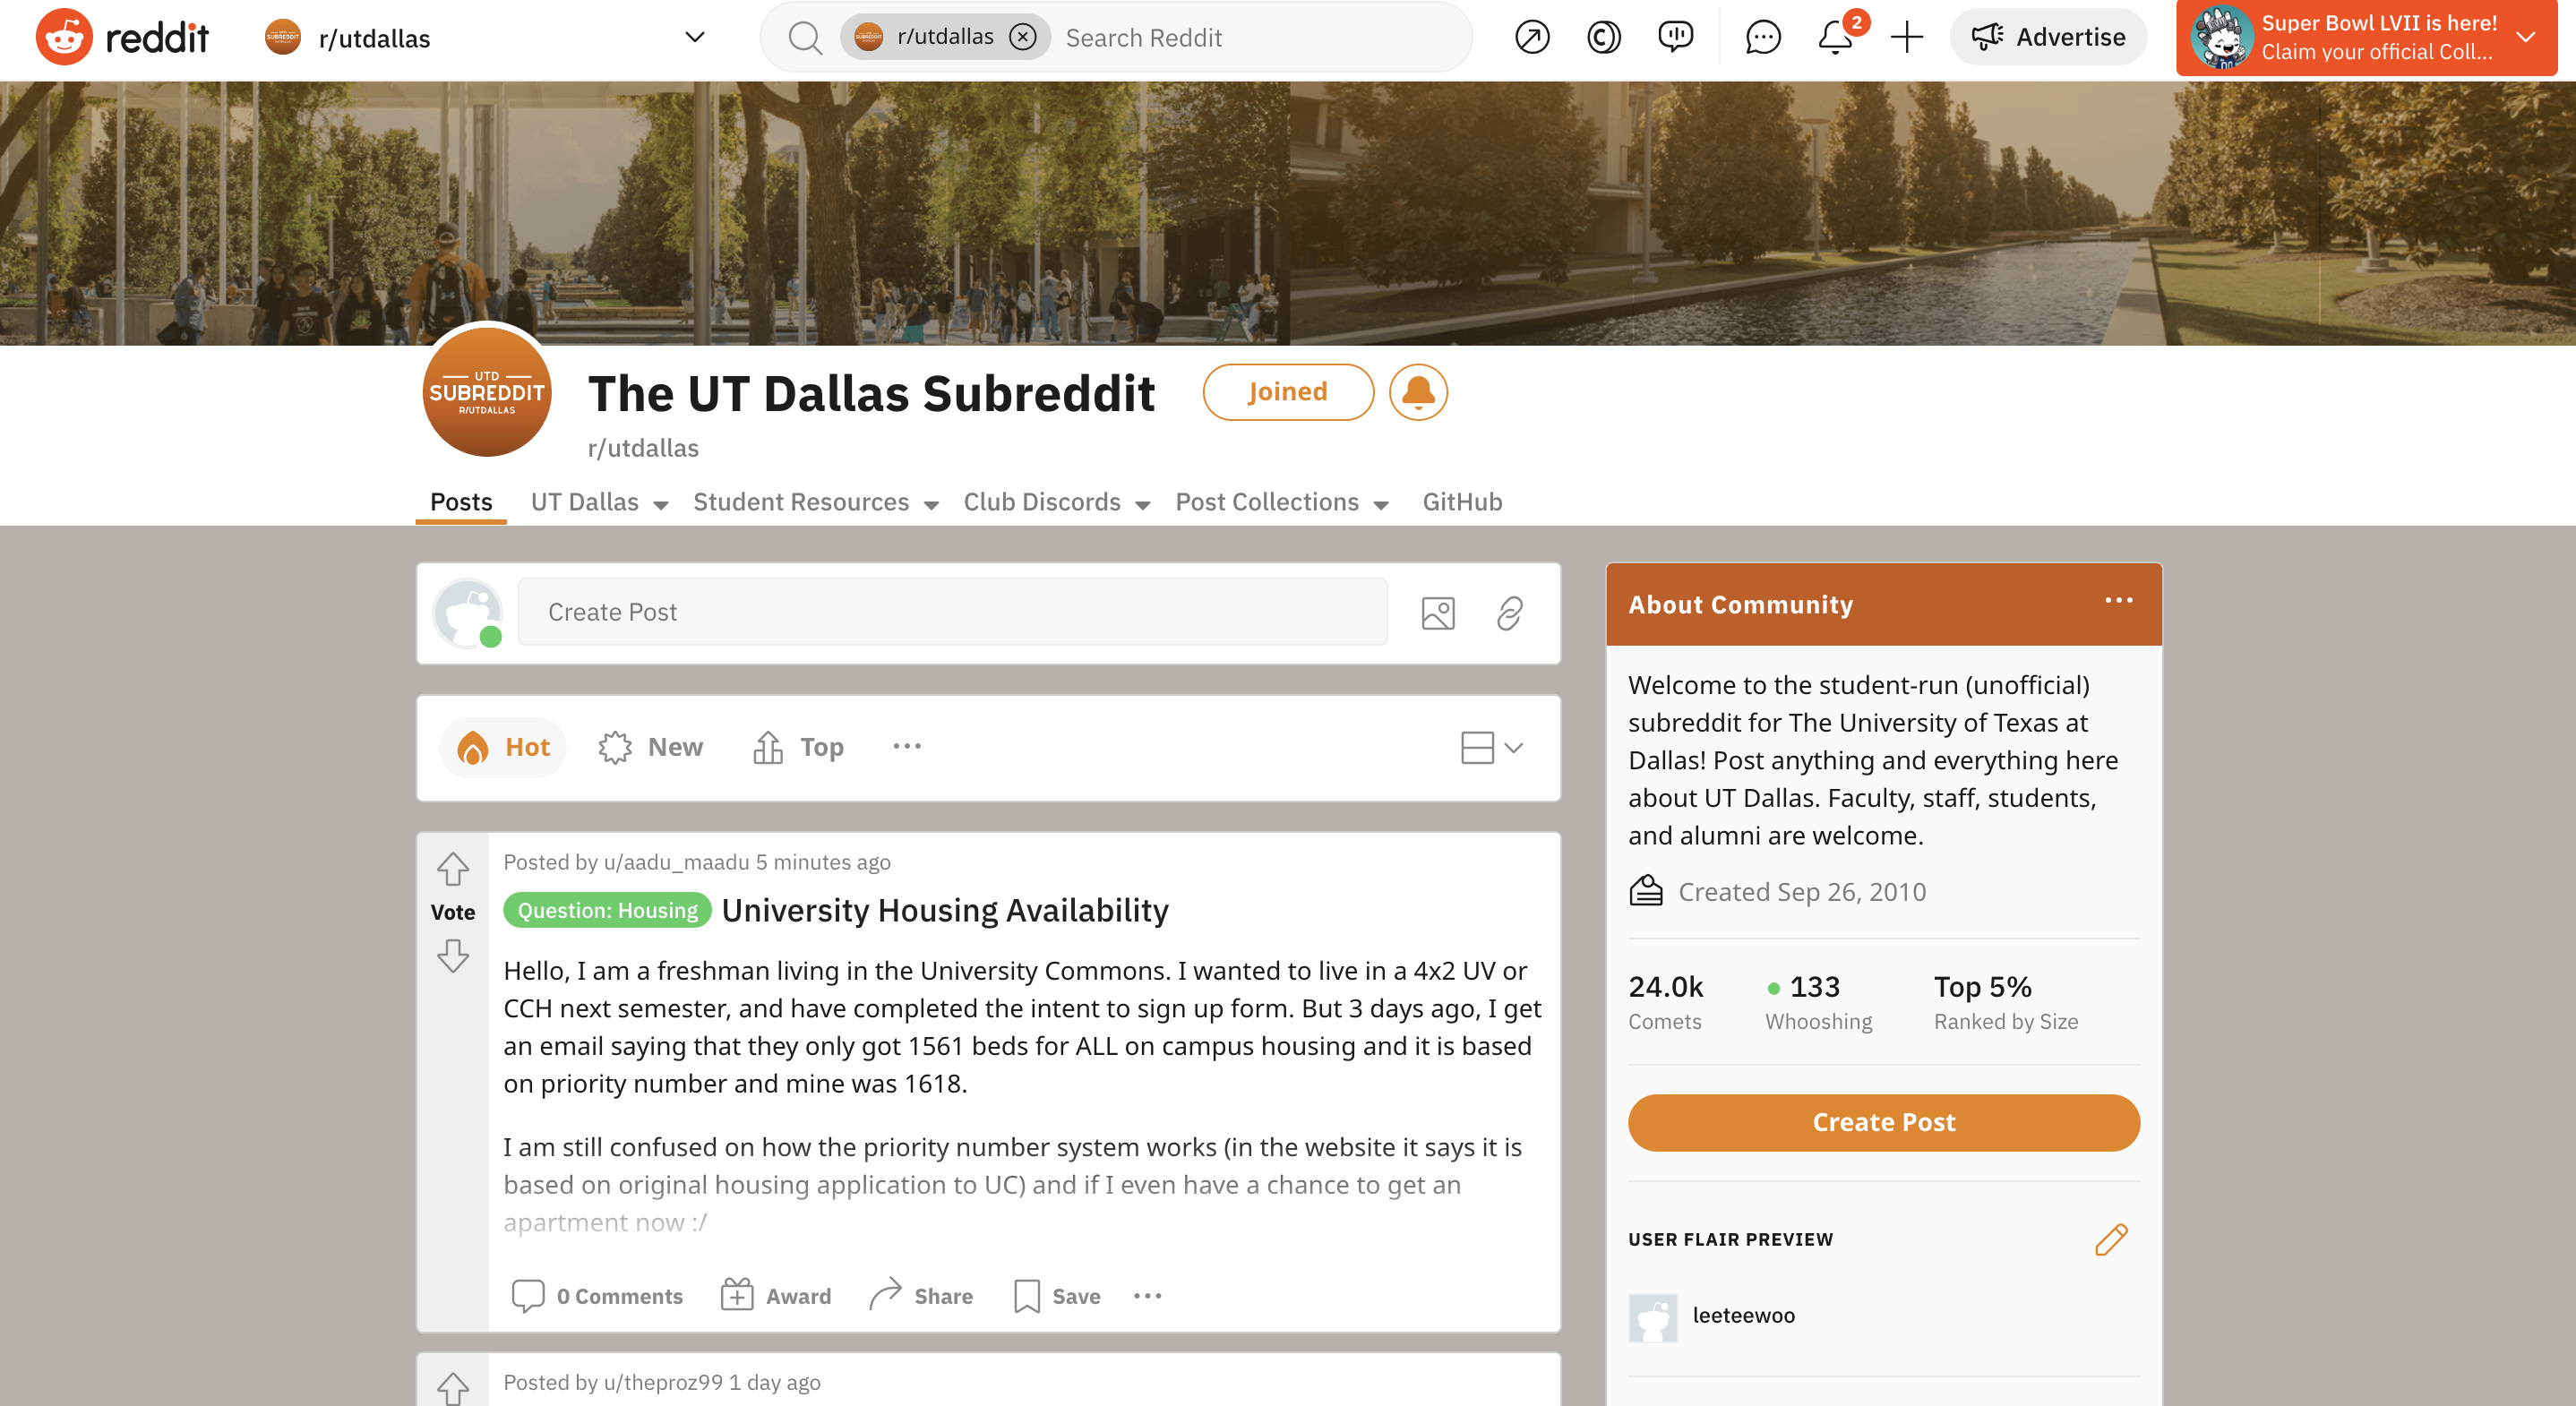 reddit
r/utdallas
r/utdallas
Search Reddit
2
Advertise
Super Bowl LVII is here!
Claim your official Coll...
UTD
SUBREDDIT
R/UTDALLAS
The UT Dallas Subreddit
Joined
r/utdallas
Posts
UT Dallas
Student Resources
Club Discords
Post Collections
GitHub
Create Post
Hot
New
Top
Vote
Posted by u/aadu_maadu 5 minutes ago
Question: Housing University Housing Availability
Hello, I am a freshman living in the University Commons. I wanted to live in a 4x2 UV or
CCH next semester, and have completed the intent to sign up form. But 3 days ago, I get
an email saying that they only got 1561 beds for ALL on campus housing and it is based
on priority number and mine was 1618.
I am still confused on how the priority number system works (in the website it says it is
based on original housing application to UC) and if I even have a chance to get an
apartment now :/
0 Comments
Award
Share
Save
Posted by u/theproz99 1 day ago
About Community
Welcome to the student-run (unofficial)
subreddit for The University of Texas at
Dallas! Post anything and everything here
about UT Dallas. Faculty, staff, students,
and alumni are welcome.
Created Sep 26, 2010
24.0k
Comets
133
Whooshing
Top 5%
Ranked by Size
Create Post
USER FLAIR PREVIEW
leeteewoo